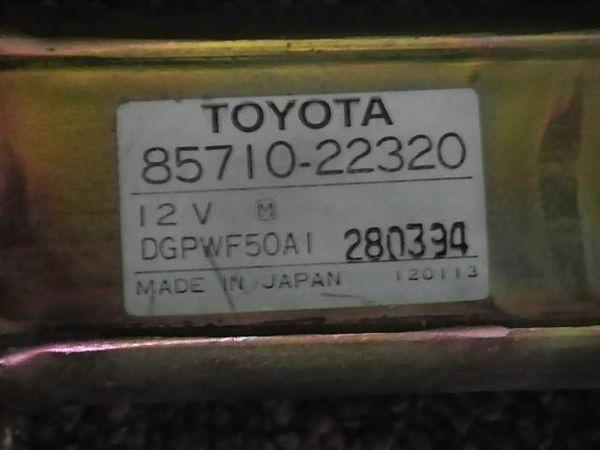 TOYOTA
85710-22320
12V M
DGPWF50A1 280394
MADE IN JAPAN 120113